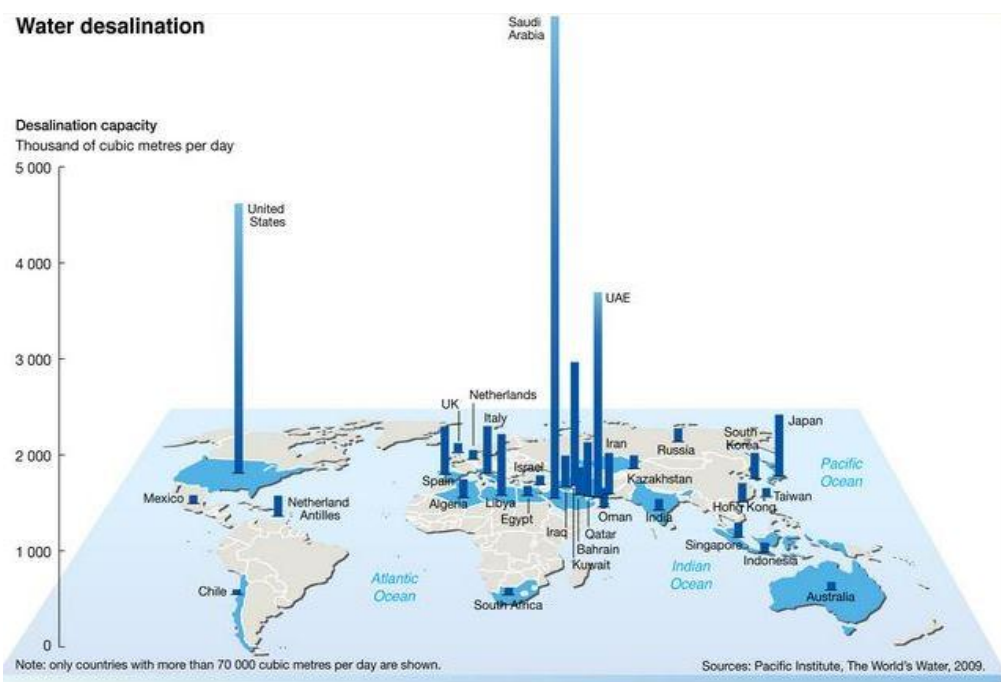 Water desalination
Saudi
Arabia
Desalination capacity
Thousand of cubic metres per day
5 000
4 000
3 000
2 000
1 000
0
United
States
UAE
Netherlands
UK
Italy
Japan
South
Korea
Iran
Russia
Israel
Spain
Kazakhstan
Pacific
Ocean
Mexico
Netherland
Antilles
Algeria
Libya
Egypt
Oman
India
Hong Kong
Taiwan
Iraq
Qatar
Bahrain
Kuwait
Singapore
Indonesia
Atlantic
Ocean
Indian
Ocean
Chile
South Africa
Australia
Note: only countries with more than 70 000 cubic metres per day are shown.
Sources: Pacific Institute, The World's Water, 2009.